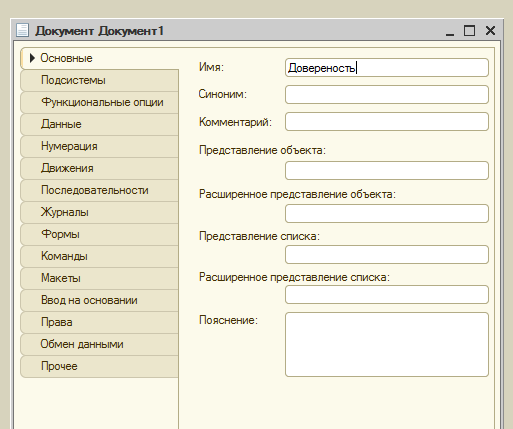 Документ Документ1
Основные
Подсистемы
Функциональные опции
Данные
Нумерация
Движения
Последовательности
Журналы
Формы
Команды
Макеты
Ввод на основании
Права
Обмен данными
Прочее
Имя: Довереность
Синоним:
Комментарий:
Представление объекта:
Расширенное представление объекта:
Представление списка:
Расширенное представление списка:
Пояснение: